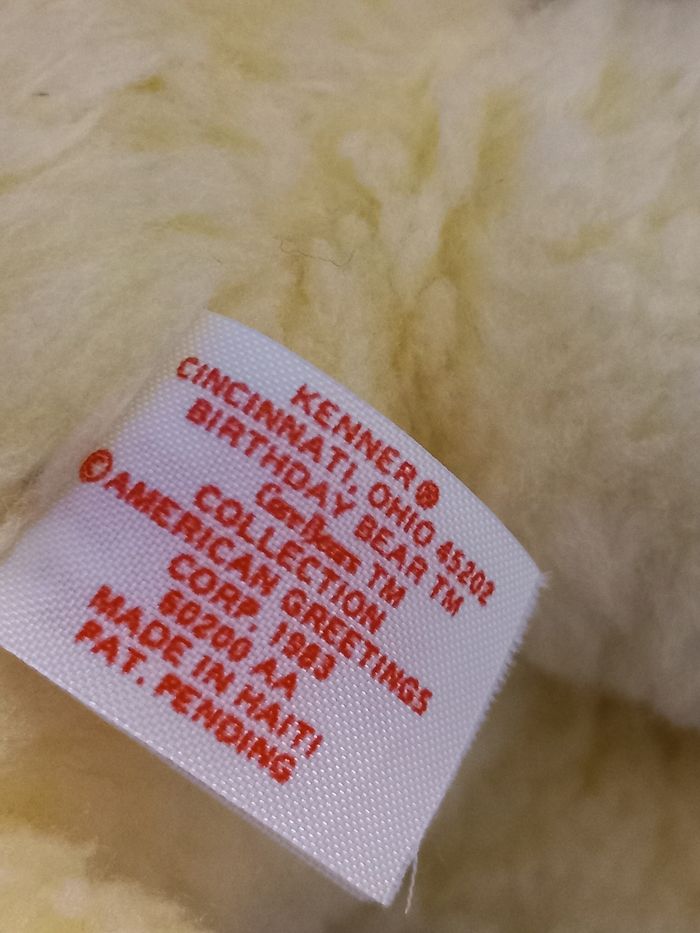 KENNER®
CINCINNATI, OHIO 45202
BIRTHDAY BEAR TM
Care Bears TM
COLLECTION
©AMERICAN GREETINGS
CORP. 1983
60200 AA
MADE IN HAITI
PAT. PENDING